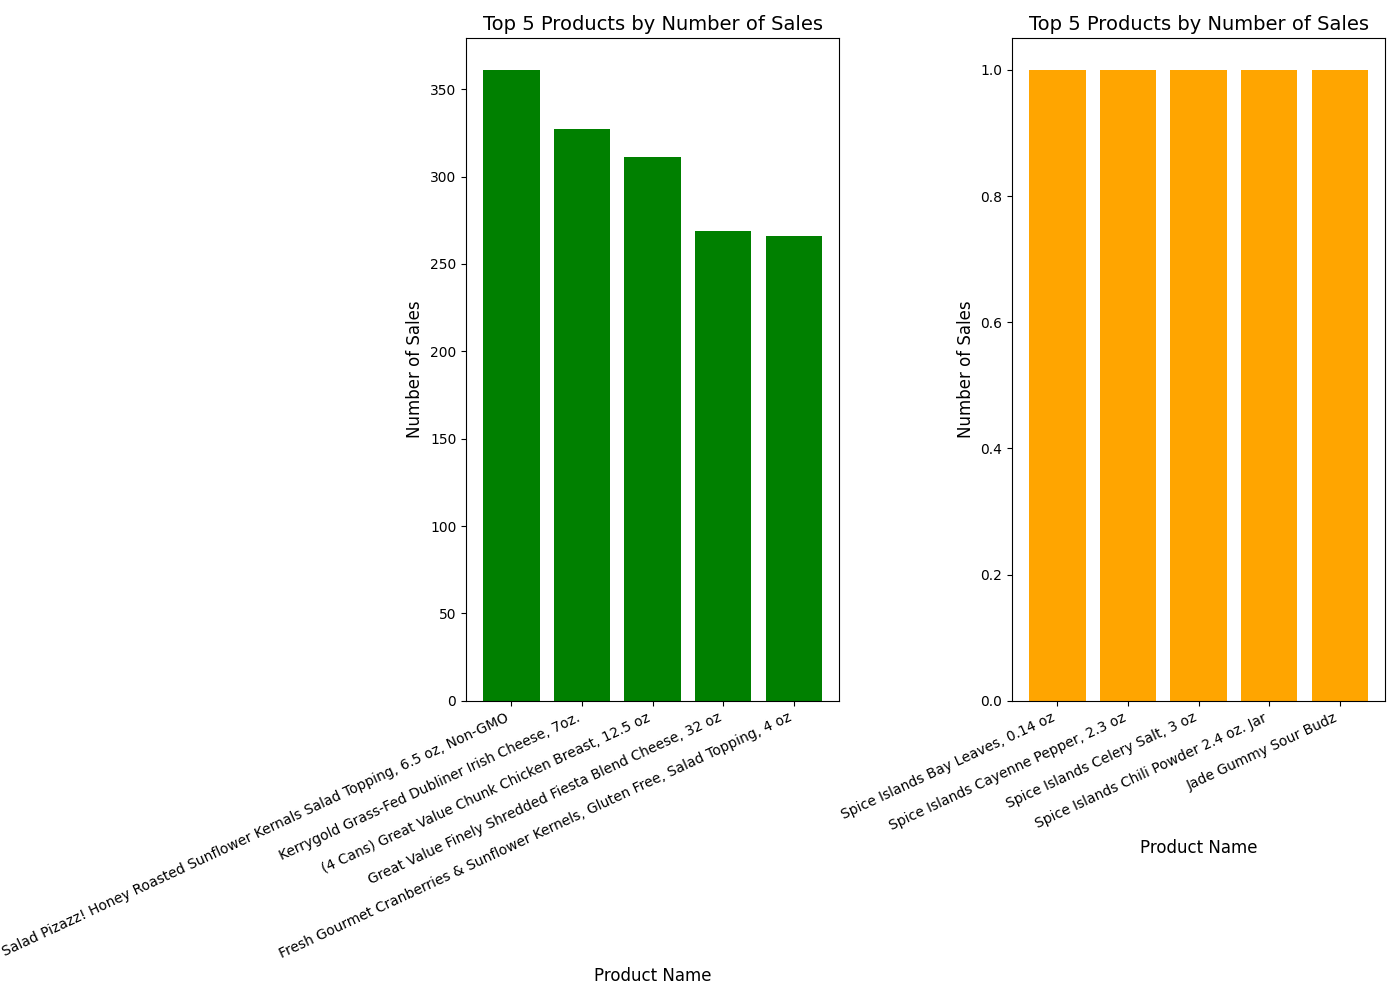 Top 5 Products by Number of Sales
Number of Sales
350
300
250
200
150
100
50
0
Salad Pizazz! Honey Roasted Sunflower Kernals Salad Topping, 6.5 oz, Non-GMO
Kerrygold Grass-Fed Dubliner Irish Cheese, 7oz.
(4 Cans) Great Value Chunk Chicken Breast, 12.5 oz
Great Value Finely Shredded Fiesta Blend Cheese, 32 oz
Fresh Gourmet Cranberries & Sunflower Kernels, Gluten Free, Salad Topping, 4 oz
Product Name
Top 5 Products by Number of Sales
Number of Sales
1.0
0.8
0.6
0.4
0.2
0.0
Spice Islands Bay Leaves, 0.14 oz
Spice Islands Cayenne Pepper, 2.3 oz
Spice Islands Celery Salt, 3 oz
Spice Islands Chili Powder 2.4 oz. Jar
Jade Gummy Sour Budz
Product Name